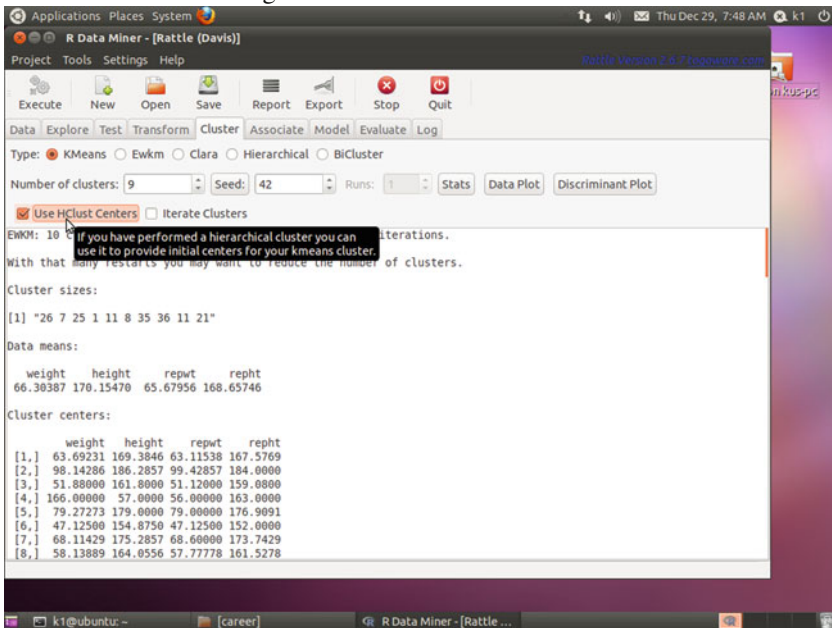 Applications Places System Thu Dec 29, 7:48 AM k1
R Data Miner - [Rattle (Davis)]
Project Tools Settings Help
Rattle Version 2.6.7 togaware.com
Execute New Open Save Report Export Stop Quit
Data Explore Test Transform Cluster Associate Model Evaluate Log
Type: KMeans Ewkm Clara Hierarchical BiCluster
Number of clusters: 9 Seed: 42 Runs: 1 Stats Data Plot Discriminant Plot
Use HClust Centers Iterate Clusters
EWKM: 10 iterations.
If you have performed a hierarchical cluster you can
use it to provide initial centers for your kmeans cluster.
With that many restarts you may want to reduce the number of clusters.
Cluster sizes:
[1] "26 7 25 1 11 8 35 36 11 21"
Data means:
weight height repwt repht
66.30387 170.15470 65.67956 168.65746
Cluster centers:
weight height repwt repht
[1,] 63.69231 169.3846 63.11538 167.5769
[2,] 98.14286 186.2857 99.42857 184.0000
[3,] 51.88000 161.8000 51.12000 159.0800
[4,] 166.00000 57.0000 56.00000 163.0000
[5,] 79.27273 179.0000 79.00000 176.9091
[6,] 47.12500 154.8750 47.12500 152.0000
[7,] 68.11429 175.2857 68.60000 173.7429
[8,] 58.13889 164.0556 57.77778 161.5278
k1@ubuntu: ~ [career] R Data Miner - [Rattle ...